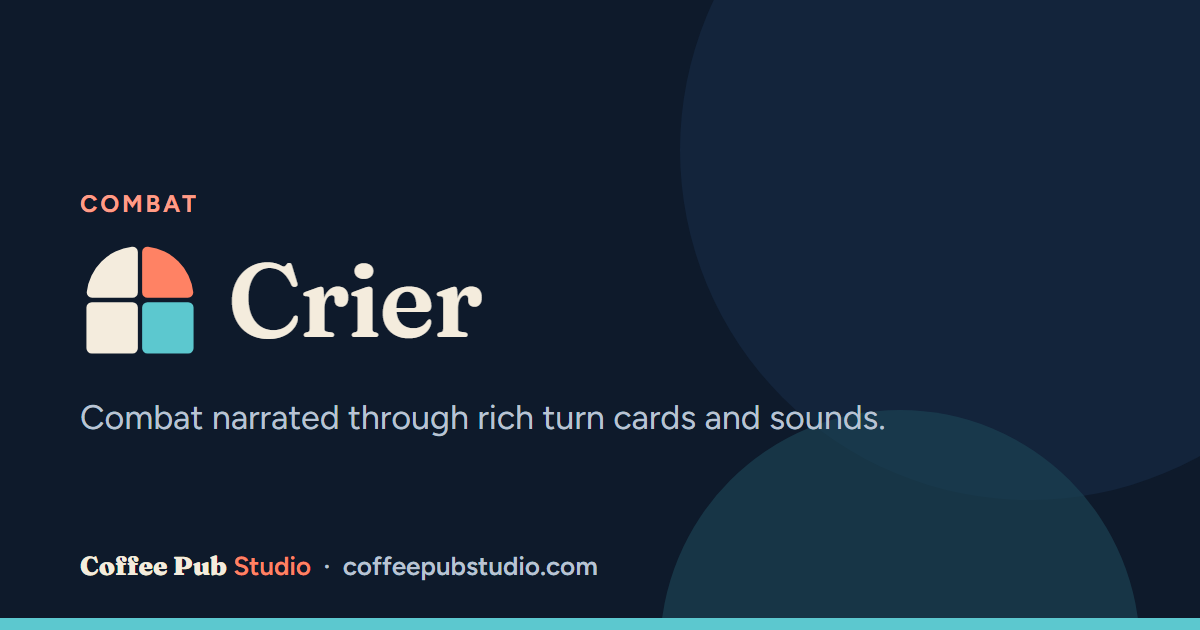 COMBAT
Crier
Combat narrated through rich turn cards and sounds.
Coffee Pub Studio · coffeepubstudio.com